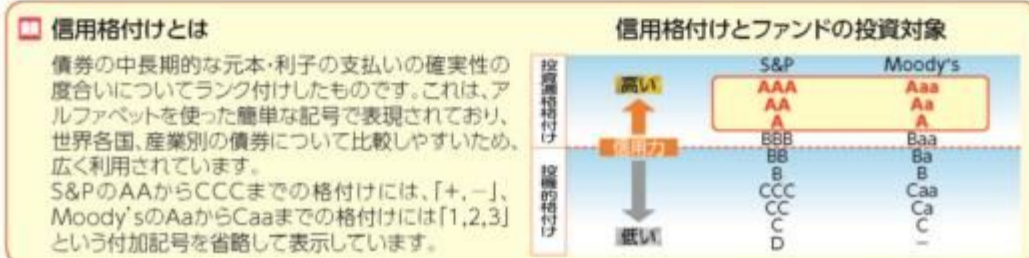 信用格付けとは
債券の中長期的な元本・利子の支払いの確実性の
度合いについてランク付けしたものです。これは、ア
ルファベットを使った簡単な記号で表現されており、
世界各国、産業別の債券について比較しやすいため、
広く利用されています。
S&PのAAからCCCまでの格付けには、「+,−」、
Moody'sのAaからCaaまでの格付けには「1,2,3」
という付加記号を省略して表示しています。
信用格付けとファンドの投資対象
投資適格格付け
投機的格付け
高い
信用力
低い
S&P Moody's
AAA Aaa
AA Aa
A A
BBB Baa
BB Ba
B B
CCC Caa
CC Ca
C C
D −